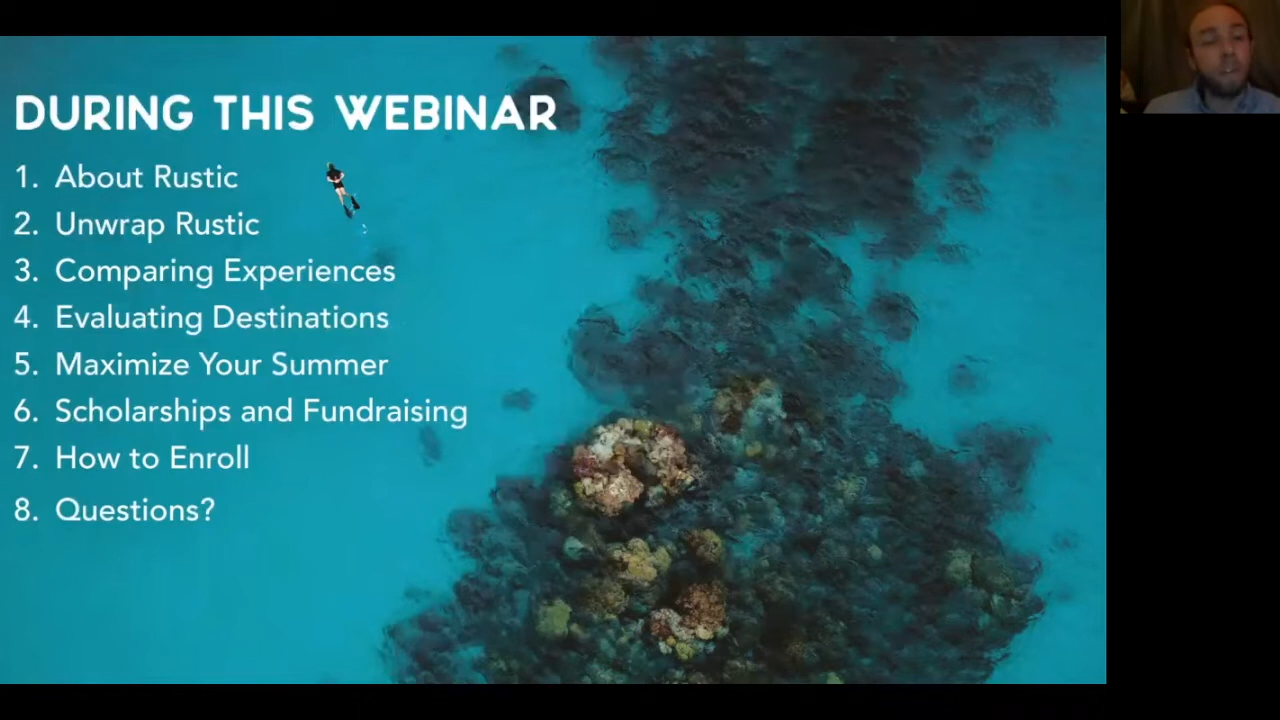 DURING THIS WEBINAR
1. About Rustic
2. Unwrap Rustic
3. Comparing Experiences
4. Evaluating Destinations
5. Maximize Your Summer
6. Scholarships and Fundraising
7. How to Enroll
8. Questions?